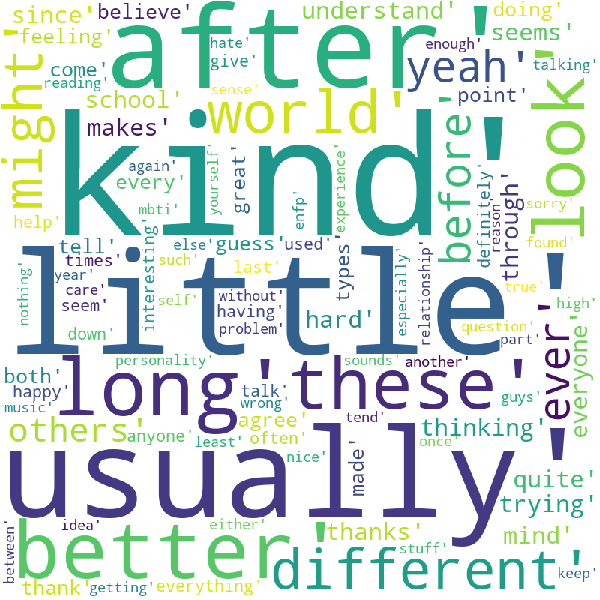 since'
believe'
after'
understand'
doing'
feeling'
hate'
enough'
seems'
come'
give'
yeah'
talking'
reading'
might'
school'
sense'
world'
point'
look'
makes'
kind'
before'
again'
every'
yourself'
great'
experience'
definitely'
reason'
through'
sorry'
mbti'
enfp'
help'
tell'
interesting'
else'
guess'
used'
types'
found'
times'
such'
last'
nothing'
year'
little'
especially'
relationship'
true'
care'
self'
without'
high'
seem'
having'
hard'
question'
everyone'
down'
problem'
part'
ever'
personality'
long'
these'
sounds'
another'
both'
happy'
talk'
wrong'
guys'
music'
others'
agree'
tend'
once'
anyone'
least'
often'
nice'
made'
thinking'
usually'
quite'
trying'
between'
idea'
either'
thanks'
mind'
better'
different'
stuff'
thank'
getting'
everything'
keep'